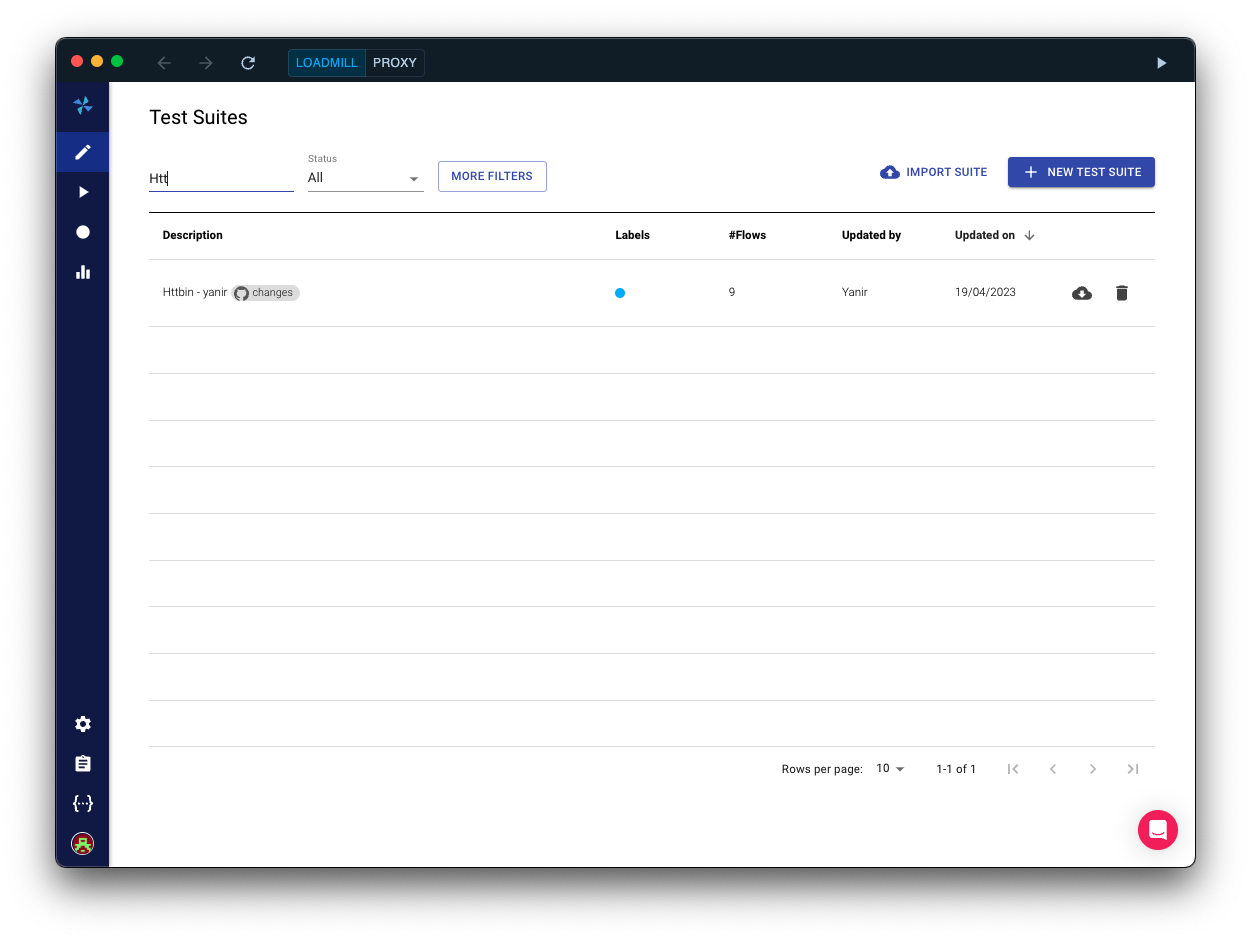 LOADMILL PROXY
Test Suites
Status
Htt
All
MORE FILTERS
IMPORT SUITE
NEW TEST SUITE
Description Labels #Flows Updated by Updated on
Httbin - yanir changes 9 Yanir 19/04/2023
Rows per page: 10 1-1 of 1